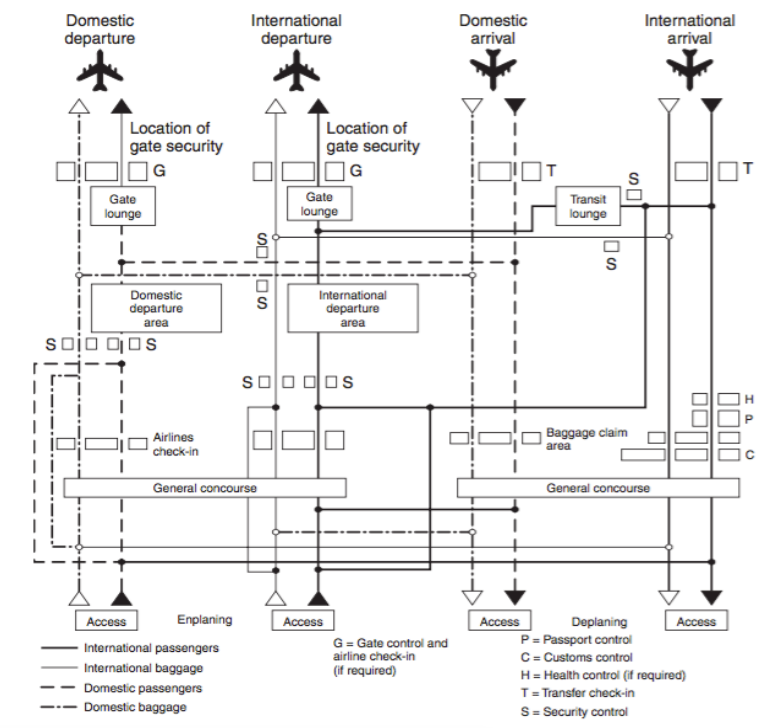 Domestic
departure
International
departure
Domestic
arrival
International
arrival
Location of
gate security
Location of
gate security
G
G
T
T
Gate
lounge
Gate
lounge
Transit
lounge
S
S
S
S
Domestic
departure
area
International
departure
area
S
S
S
S
H
P
Airlines
check-in
Baggage claim
area
C
General concourse
General concourse
Access
Enplaning
Access
Access
Deplaning
Access
International passengers
International baggage
Domestic passengers
Domestic baggage
G = Gate control and
airline check-in
(if required)
P = Passport control
C = Customs control
H = Health control (if required)
T = Transfer check-in
S = Security control